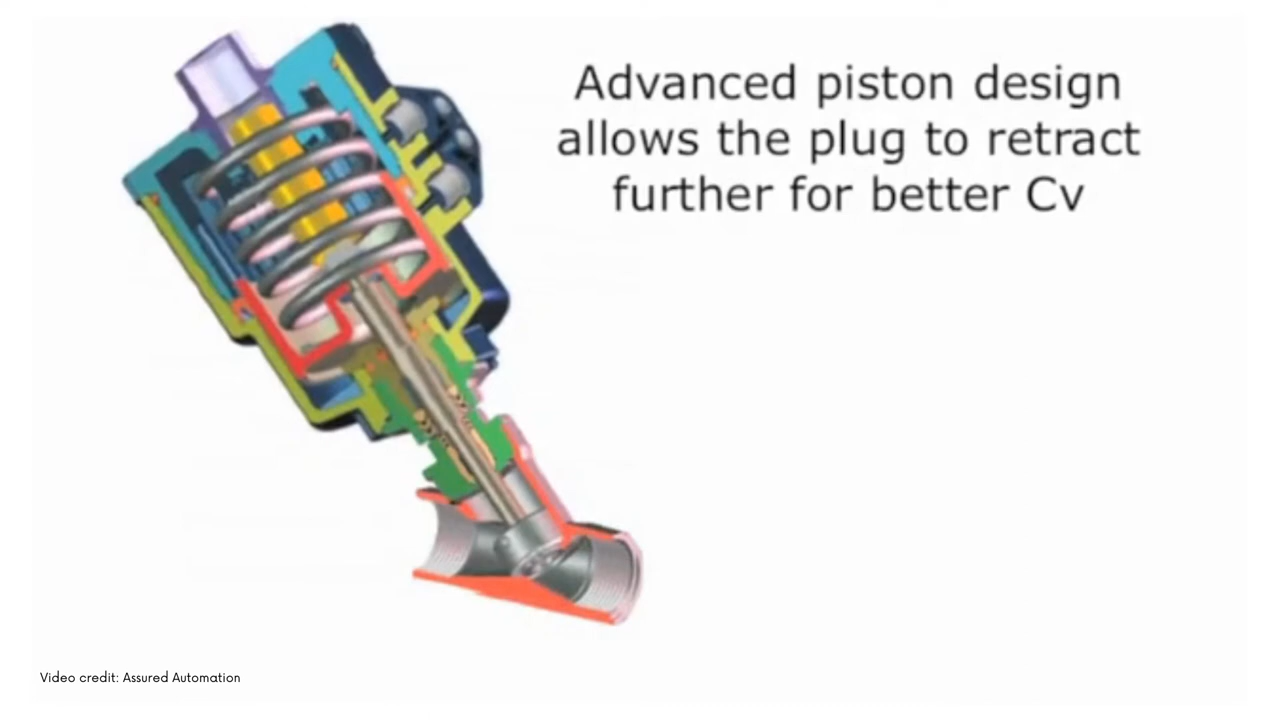 Advanced piston design
allows the plug to retract
further for better Cv
Video credit: Assured Automation